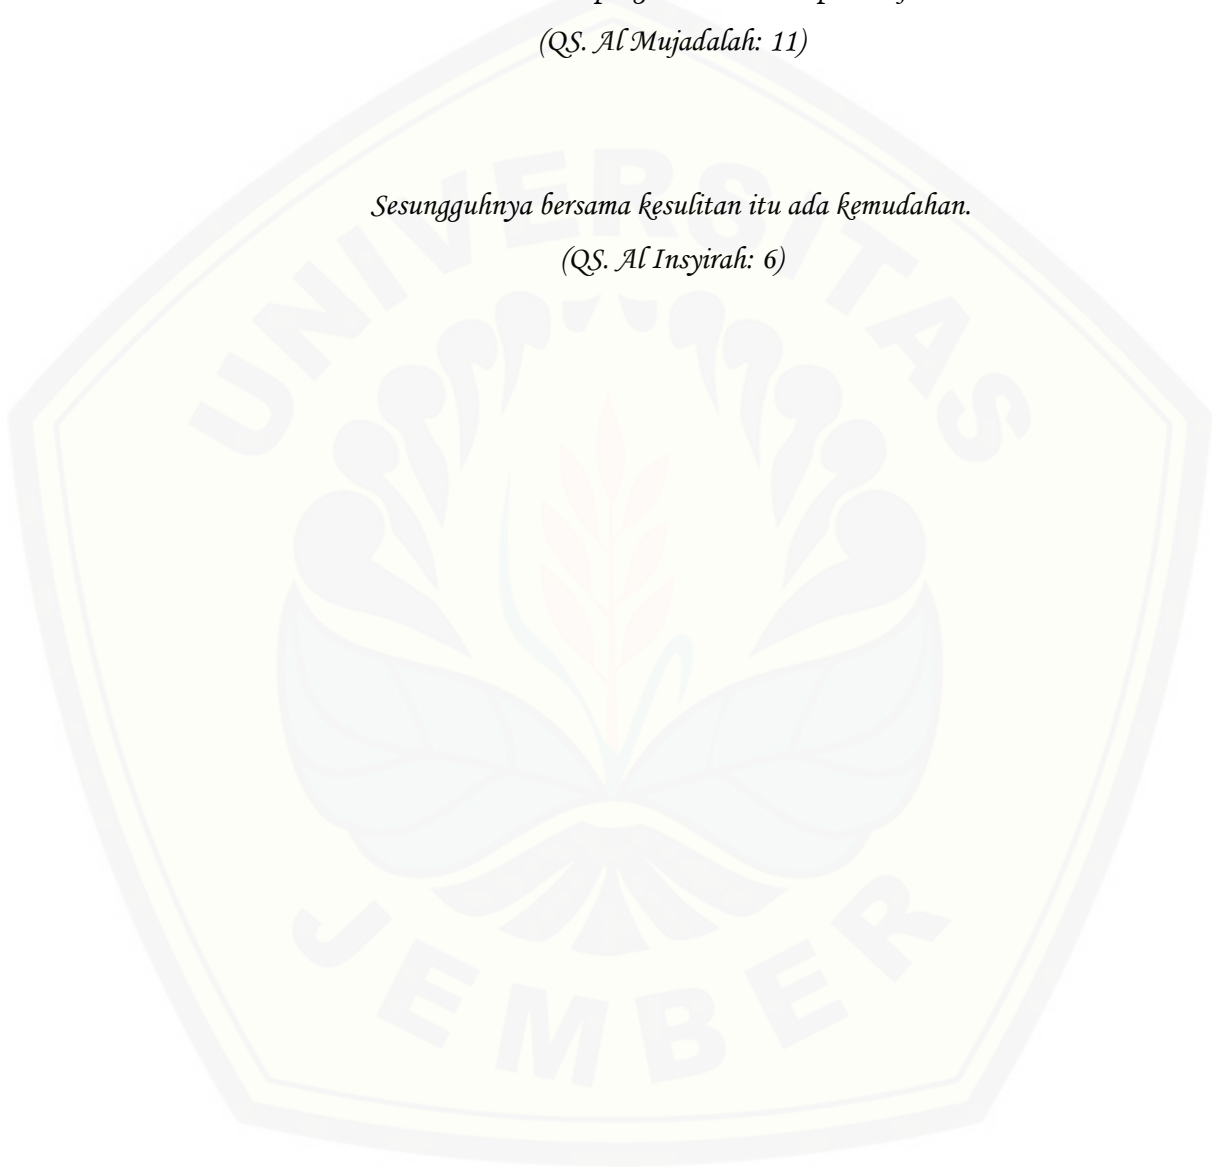 (QS. Al Mujadalah: 11)
Sesungguhnya bersama kesulitan itu ada kemudahan.
(QS. Al Insyirah: 6)
UNIVERSITAS
JEMBER